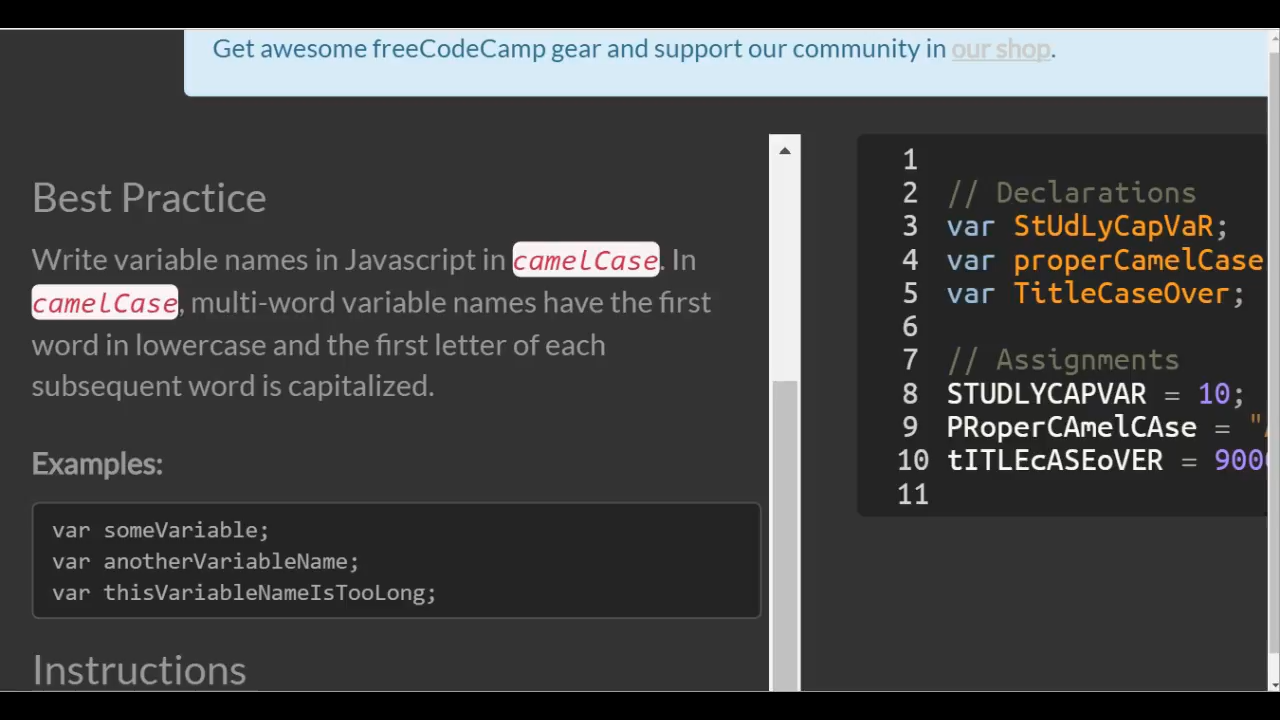 Get awesome freeCodeCamp gear and support our community in our shop.
Best Practice
Write variable names in Javascript in camelCase. In
camelCase, multi-word variable names have the first
word in lowercase and the first letter of each
subsequent word is capitalized.
Examples:
var someVariable;
var anotherVariableName;
var thisVariableNameIsTooLong;
Instructions
1
2 // Declarations
3 var StUdLyCapVaR;
4 var properCamelCase
5 var TitleCaseOver;
6
7 // Assignments
8 STUDLYCAPVAR = 10;
9 PRoperCAmelCAse = "
10 tITLEcASEoVER = 900
11